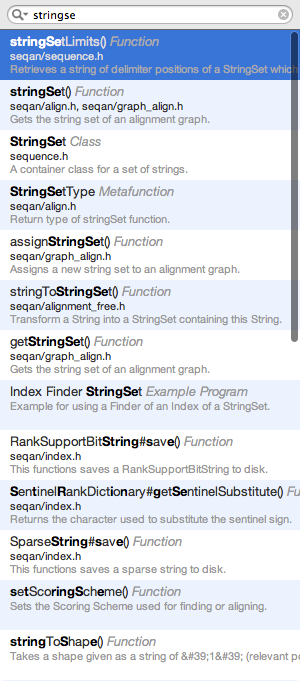 stringse
stringSetLimits() Function
seqan/sequence.h
Retrieves a string of delimiter positions of a StringSet which
stringSet() Function
seqan/align.h, seqan/graph_align.h
Gets the string set of an alignment graph.
StringSet Class
sequence.h
A container class for a set of strings.
StringSetType Metafunction
seqan/align.h
Return type of stringSet function.
assignStringSet() Function
seqan/graph_align.h
Assigns a new string set to an alignment graph.
stringToStringSet() Function
seqan/alignment_free.h
Transform a String into a StringSet containing this String.
getStringSet() Function
seqan/graph_align.h
Gets the string set of an alignment graph.
Index Finder StringSet Example Program
Example for using a Finder of an Index of a StringSet.
RankSupportBitString#save() Function
seqan/index.h
This functions saves a RankSupportBitString to disk.
SentinelRankDictionary#getSentinelSubstitute() Fu
seqan/index.h
Returns the character used to substitute the sentinel sign.
SparseString#save() Function
seqan/index.h
This functions saves a sparse string to disk.
setScoringScheme() Function
Sets the Scoring Scheme used for finding or aligning.
stringToShape() Function
Takes a shape given as a string of &#39;1&#39; (relevant po